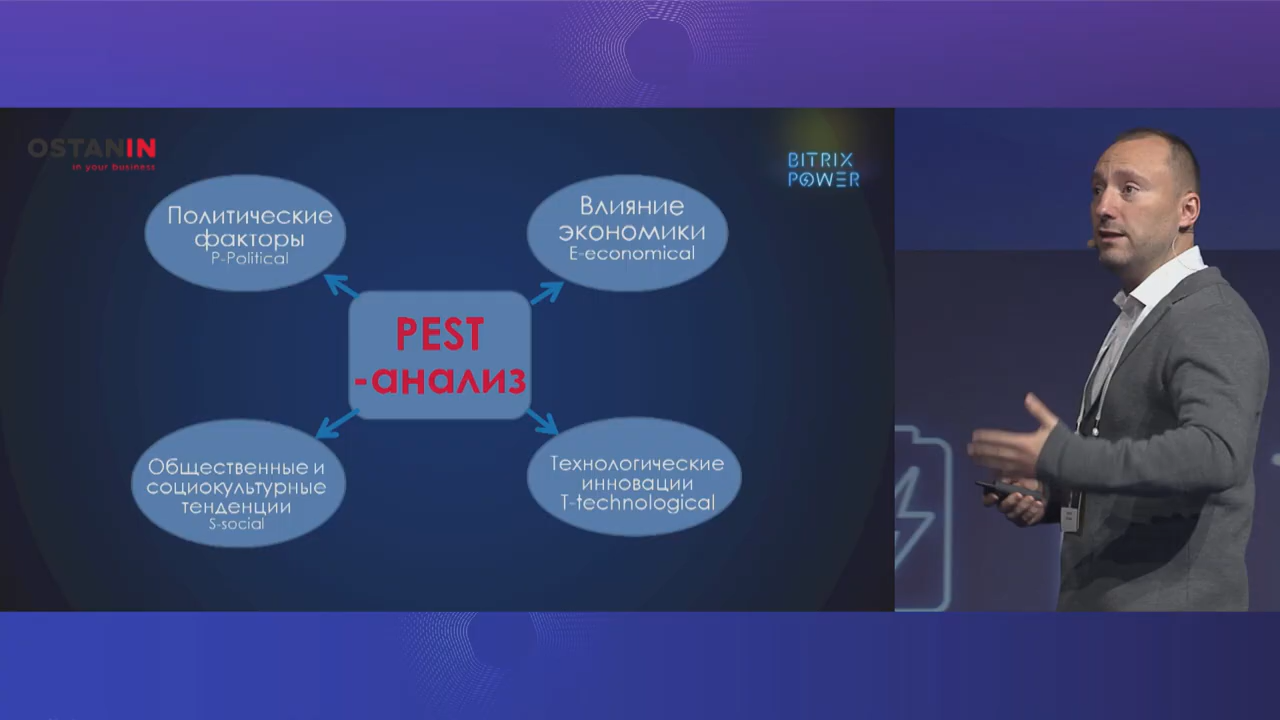 OSTANIN
in your business
BITRIX
POWER
Политические
факторы
P-Political
Влияние
экономики
E-economical
PEST
-анализ
Общественные и
социокультурные
тенденции
S-social
Технологические
инновации
T-technological